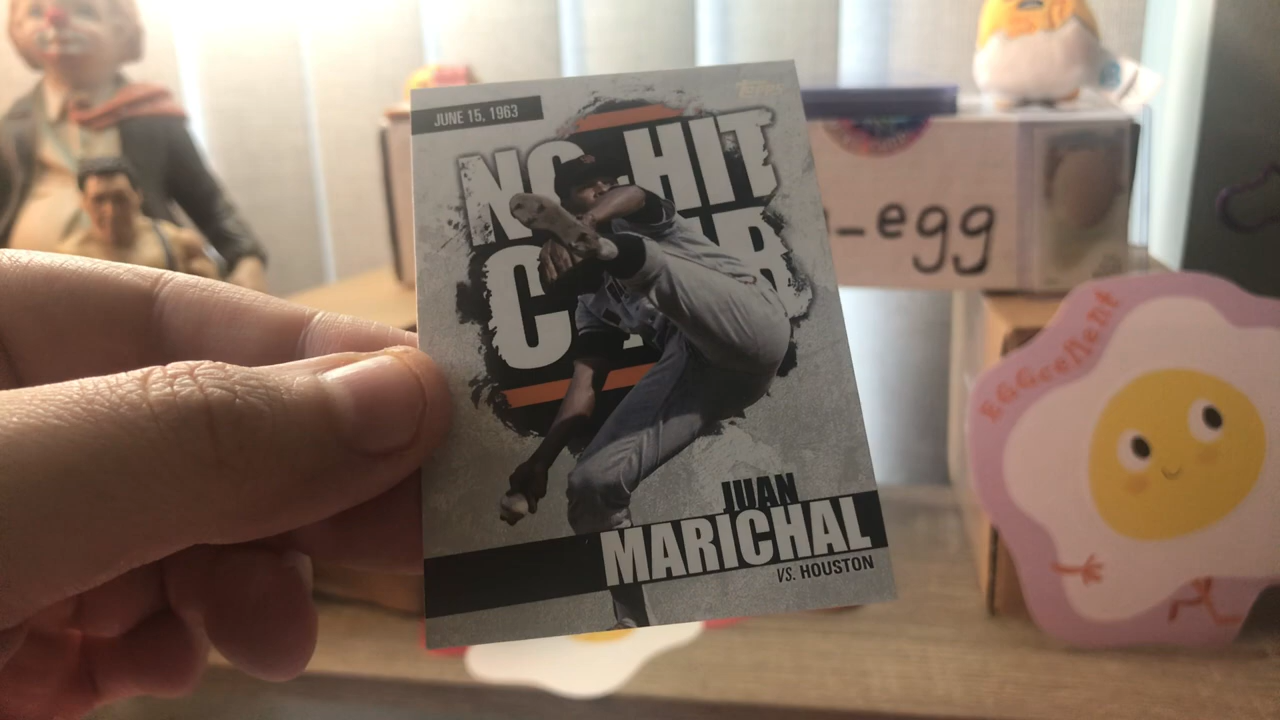 JUNE 15, 1963
Topps
NO-HIT
JUAN
MARICHAL
VS. HOUSTON
-egg
EGGcellent